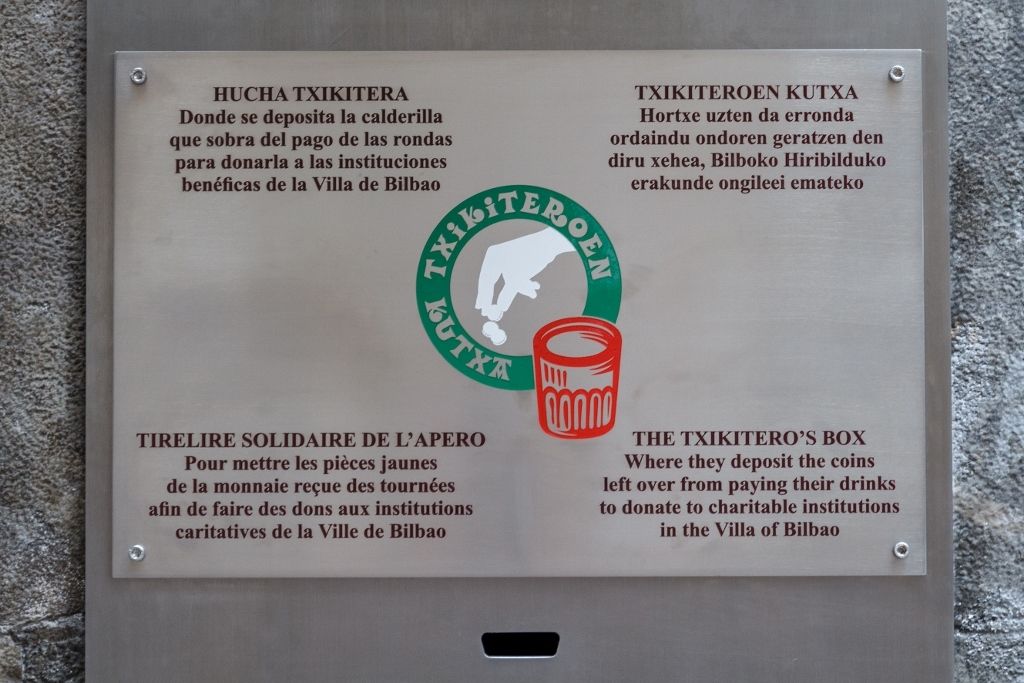 HUCHA TXIKITERA
Donde se deposita la calderilla
que sobra del pago de las rondas
para donarla a las instituciones
benéficas de la Villa de Bilbao
TXIKITEROEN KUTXA
Hortxe uzten da erronda
ordaindu ondoren geratzen den
diru xehea, Bilboko Hiribilduko
erakunde ongileei emateko
TXIKITEROEN
KUTXA
TIRELIRE SOLIDAIRE DE L’APERO
Pour mettre les pièces jaunes
de la monnaie reçue des tournées
afin de faire des dons aux institutions
caritatives de la Ville de Bilbao
THE TXIKITERO’S BOX
Where they deposit the coins
left over from paying their drinks
to donate to charitable institutions
in the Villa of Bilbao